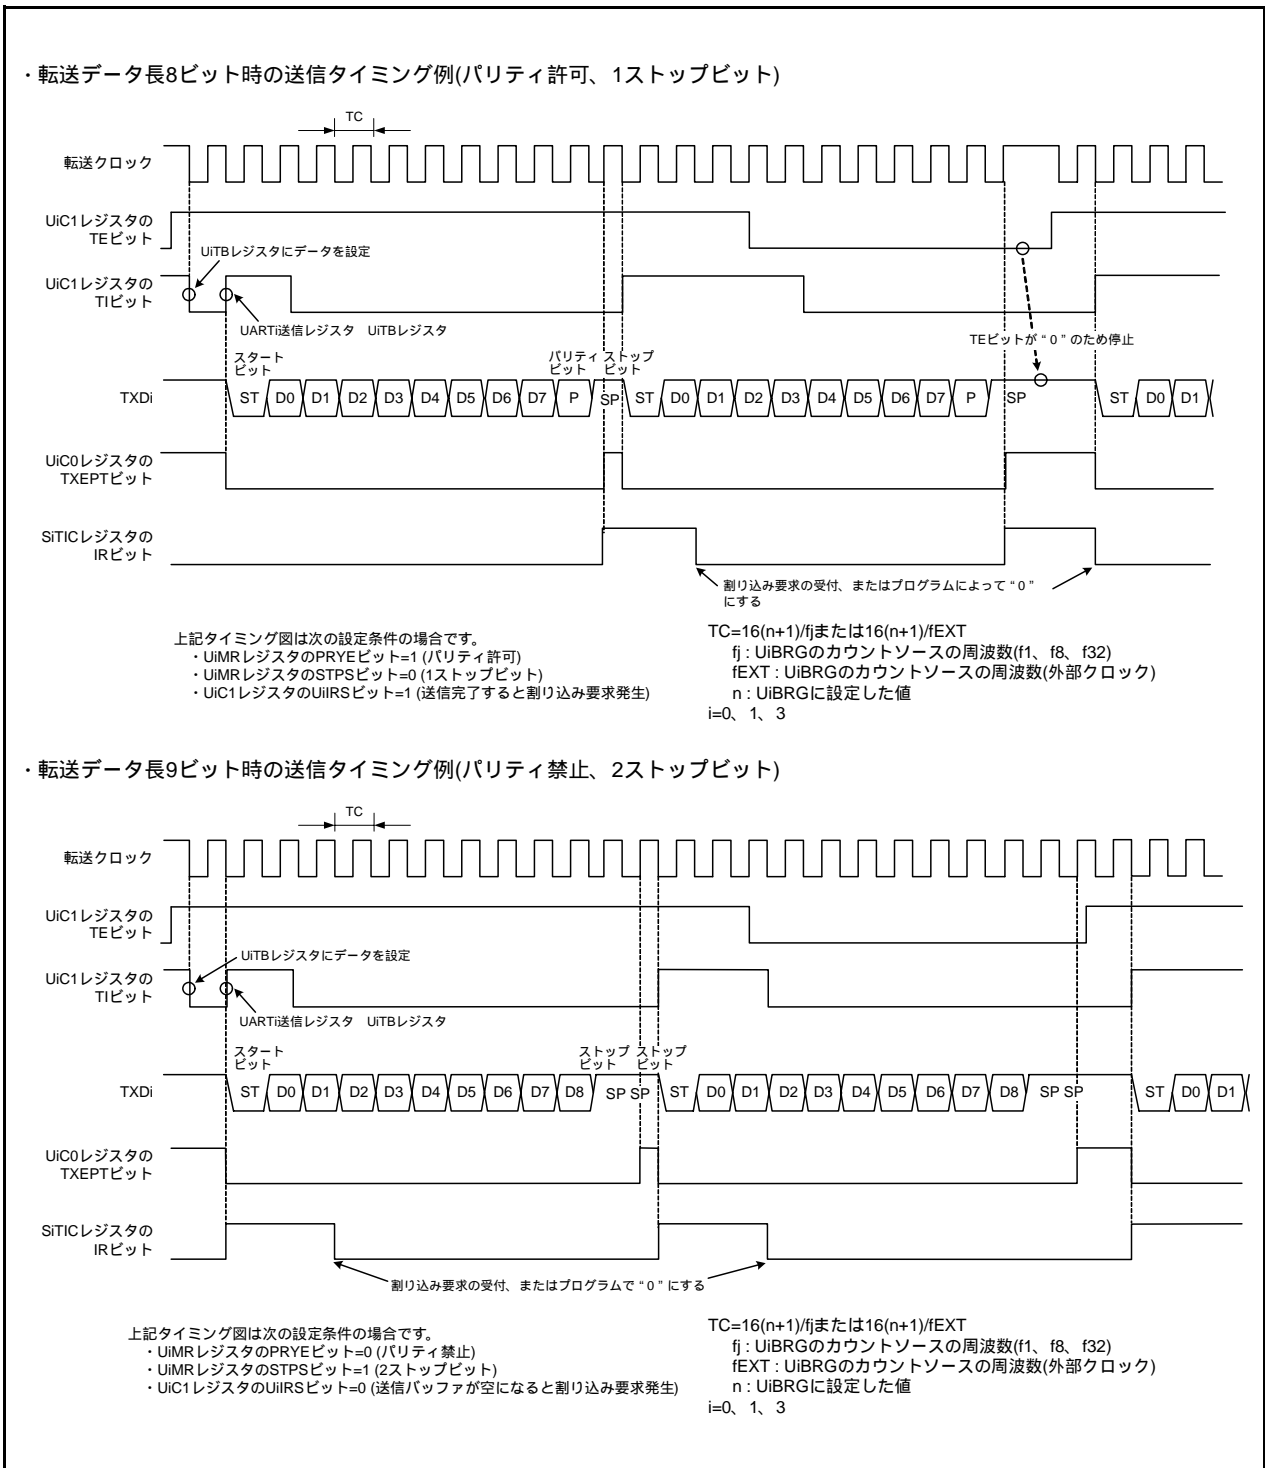 ・転送データ長8ビット時の送信タイミング例(パリティ許可、1ストップビット)
TC
転送クロック
UiC1レジスタの
TEビット
UiTBレジスタにデータを設定
UiC1レジスタの
TIビット
UARTi送信レジスタ　UiTBレジスタ
TEビットが“0”のため停止
スタート
ビット
パリティ
ビット
ストップ
ビット
TXDi
ST D0 D1 D2 D3 D4 D5 D6 D7 P SP ST D0 D1 D2 D3 D4 D5 D6 D7 P SP ST D0 D1
UiC0レジスタの
TXEPTビット
SiTICレジスタの
IRビット
割り込み要求の受付、またはプログラムによって“0”
にする
上記タイミング図は次の設定条件の場合です。
・UiMRレジスタのPRYEビット=1 (パリティ許可)
・UiMRレジスタのSTPSビット=0 (1ストップビット)
・UiC1レジスタのUiIRSビット=1 (送信完了すると割り込み要求発生)
TC=16(n+1)/fjまたは16(n+1)/fEXT
fj : UiBRGのカウントソースの周波数(f1、f8、f32)
fEXT : UiBRGのカウントソースの周波数(外部クロック)
n : UiBRGに設定した値
i=0、1、3
・転送データ長9ビット時の送信タイミング例(パリティ禁止、2ストップビット)
TC
転送クロック
UiC1レジスタの
TEビット
UiTBレジスタにデータを設定
UiC1レジスタの
TIビット
UARTi送信レジスタ　UiTBレジスタ
スタート
ビット
ストップ
ビット
ストップ
ビット
TXDi
ST D0 D1 D2 D3 D4 D5 D6 D7 D8 SP SP ST D0 D1 D2 D3 D4 D5 D6 D7 D8 SP SP ST D0 D1
UiC0レジスタの
TXEPTビット
SiTICレジスタの
IRビット
割り込み要求の受付、またはプログラムで“0”にする
上記タイミング図は次の設定条件の場合です。
・UiMRレジスタのPRYEビット=0 (パリティ禁止)
・UiMRレジスタのSTPSビット=1 (2ストップビット)
・UiC1レジスタのUiIRSビット=0 (送信バッファが空になると割り込み要求発生)
TC=16(n+1)/fjまたは16(n+1)/fEXT
fj : UiBRGのカウントソースの周波数(f1、f8、f32)
fEXT : UiBRGのカウントソースの周波数(外部クロック)
n : UiBRGに設定した値
i=0、1、3